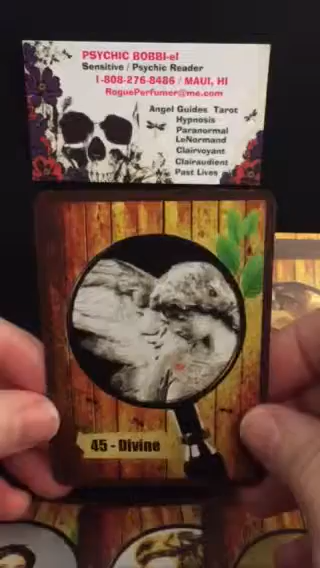 PSYCHIC BOBBI-el
Sensitive / Psychic Reader
1-808-276-8486 / MAUI, HI
RoguePerfumer@me.com
Angel Guides Tarot
Hypnosis
Paranormal
LeNormand
Clairvoyant
Clairaudient
Past Lives
45 - Divine